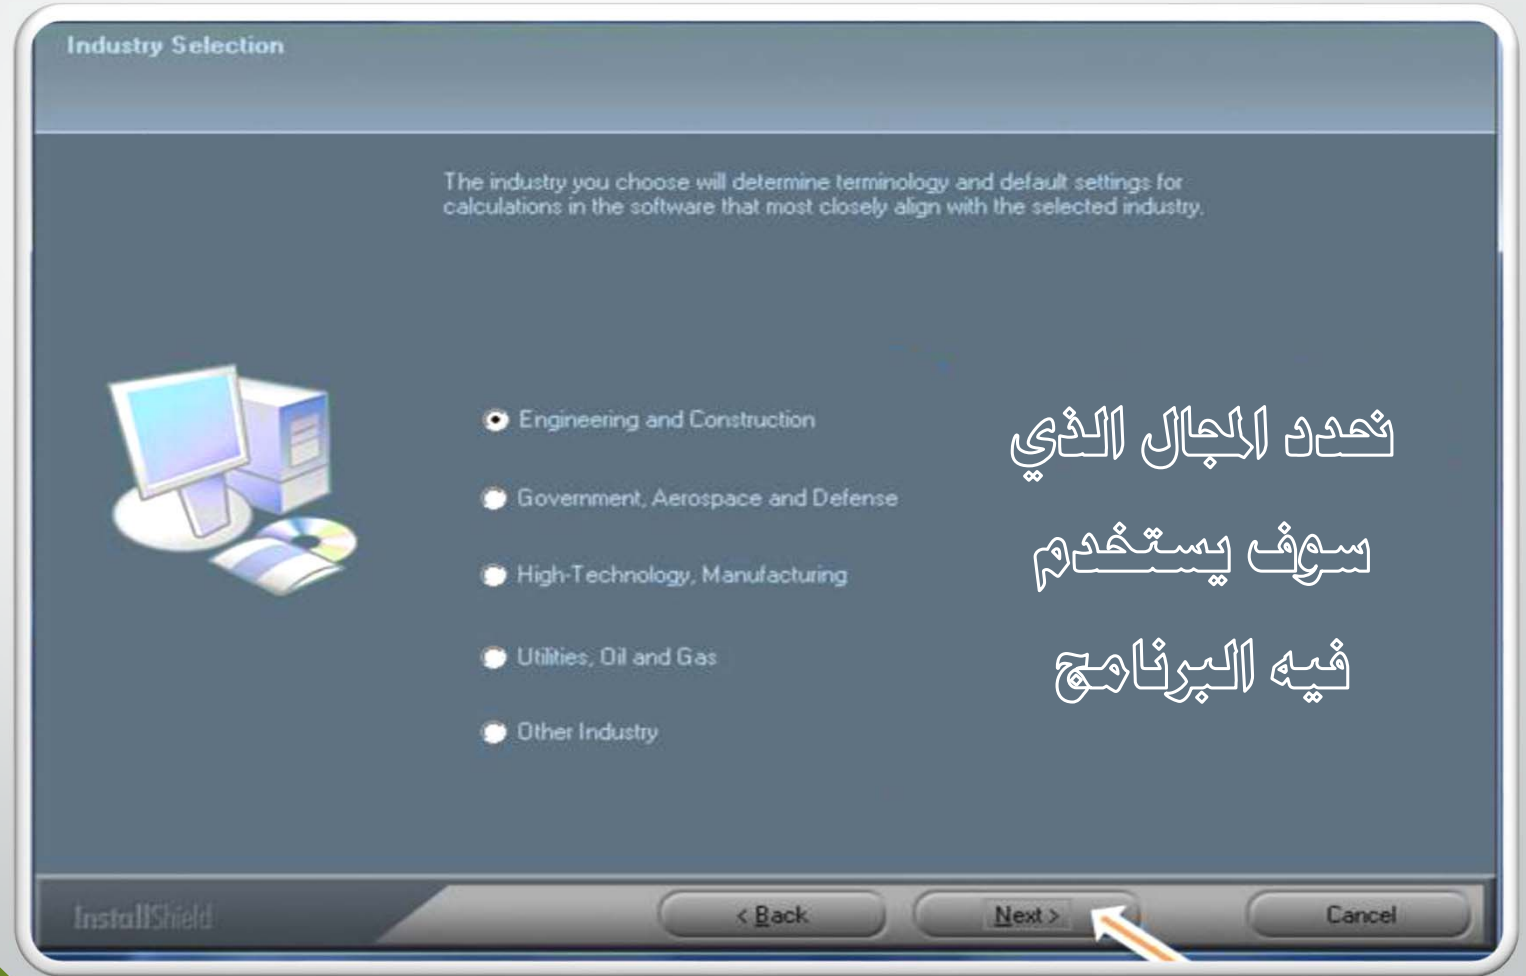 Industry Selection
The industry you choose will determine terminology and default settings for
calculations in the software that most closely align with the selected industry.
Engineering and Construction
Government, Aerospace and Defense
High-Technology, Manufacturing
Utilities, Oil and Gas
Other Industry
نحدد المجال الذي
سوف يستخدم
فيه البرنامج
InstallShield
< Back
Next >
Cancel